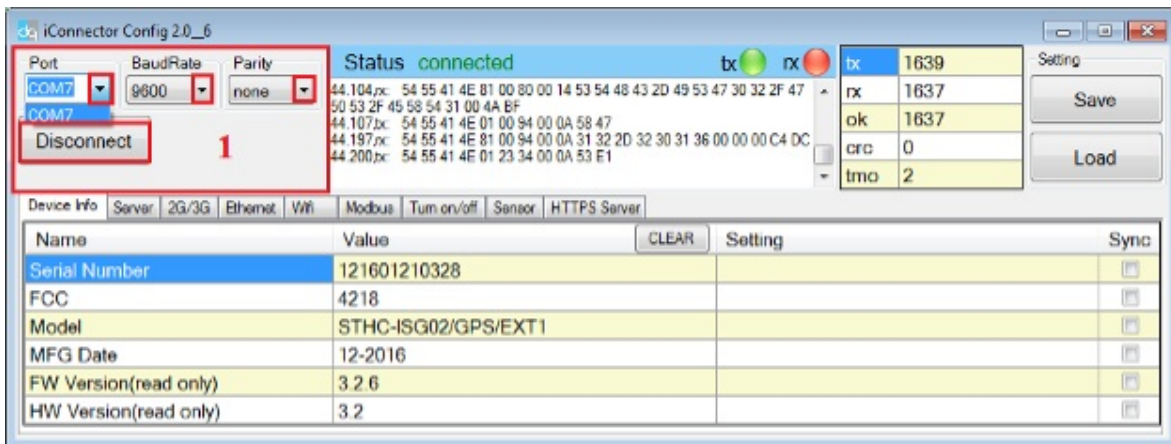 iConnector Config 2.0_6
Port BaudRate Parity Status connected tx rx tx 1639 Setting
COM7 9600 none rx 1637 Save
COM7 ok 1637
Disconnect 1 crc 0 Load
tmo 2
44.104,rx: 54 55 41 4E 81 00 80 00 14 53 54 48 43 2D 49 53 47 30 32 2F 47
50 53 2F 45 58 54 31 00 4A BF
44.107,tx: 54 55 41 4E 01 00 94 00 0A 58 47
44.197,rx: 54 55 41 4E 81 00 94 00 0A 31 32 2D 32 30 31 36 00 00 00 C4 DC
44.200,tx: 54 55 41 4E 01 23 34 00 0A 53 E1
Device Info Server 2G/3G Ethernet Wifi Modbus Turn on/off Sensor HTTPS Server
Name Value CLEAR Setting Sync
Serial Number 121601210328
FCC 4218
Model STHC-ISG02/GPS/EXT1
MFG Date 12-2016
FW Version(read only) 3.2.6
HW Version(read only) 3.2